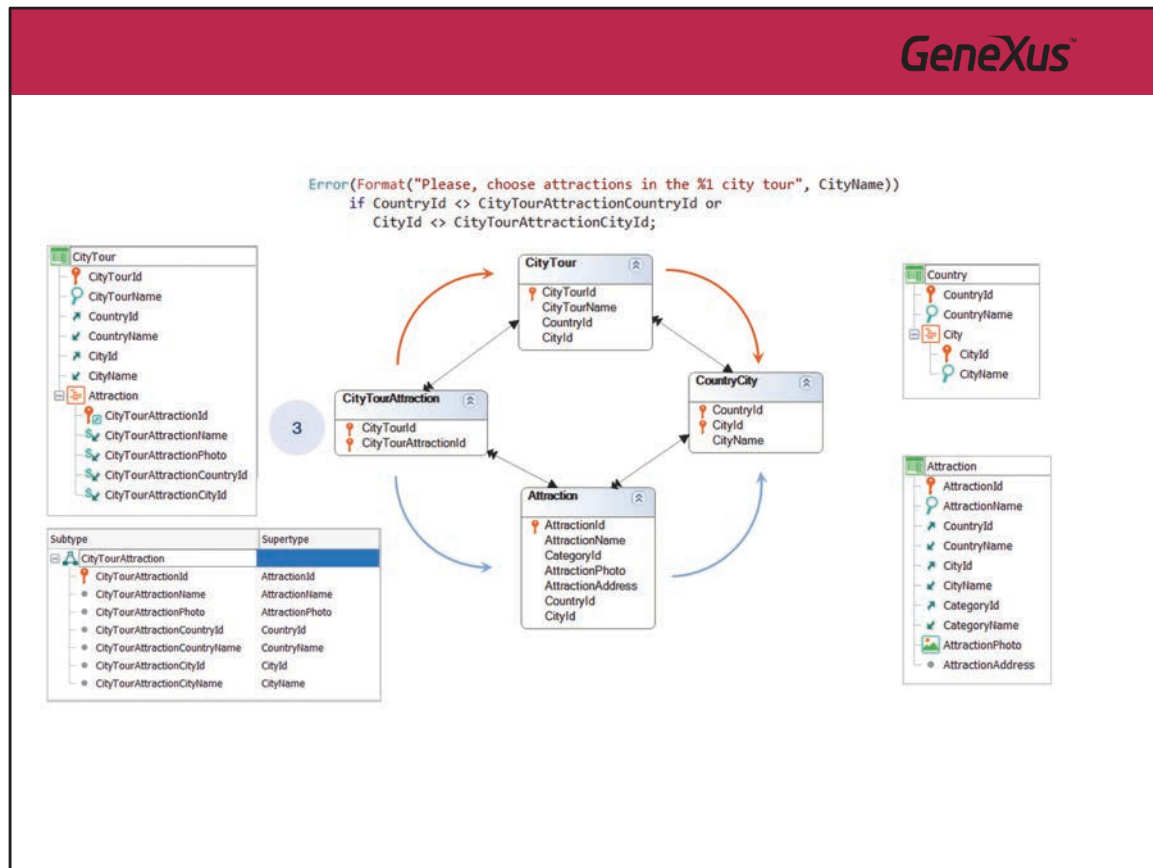 GeneXus™
Error(Format("Please, choose attractions in the %1 city tour", CityName))
if CountryId <> CityTourAttractionCountryId or
CityId <> CityTourAttractionCityId;
CityTour
CityTourId
CityTourName
CountryId
CountryName
CityId
CityName
Attraction
CityTourAttractionId
CityTourAttractionName
CityTourAttractionPhoto
CityTourAttractionCountryId
CityTourAttractionCityId
3
CityTour
CityTourId
CityTourName
CountryId
CityId
CityTourAttraction
CityTourId
CityTourAttractionId
CountryCity
CountryId
CityId
CityName
Attraction
AttractionId
AttractionName
CategoryId
AttractionPhoto
AttractionAddress
CountryId
CityId
Country
CountryId
CountryName
City
CityId
CityName
Subtype Supertype
CityTourAttraction
CityTourAttractionId AttractionId
CityTourAttractionName AttractionName
CityTourAttractionPhoto AttractionPhoto
CityTourAttractionCountryId CountryId
CityTourAttractionCountryName CountryName
CityTourAttractionCityId CityId
CityTourAttractionCityName CityName
Attraction
AttractionId
AttractionName
CountryId
CountryName
CityId
CityName
CategoryId
CategoryName
AttractionPhoto
AttractionAddress